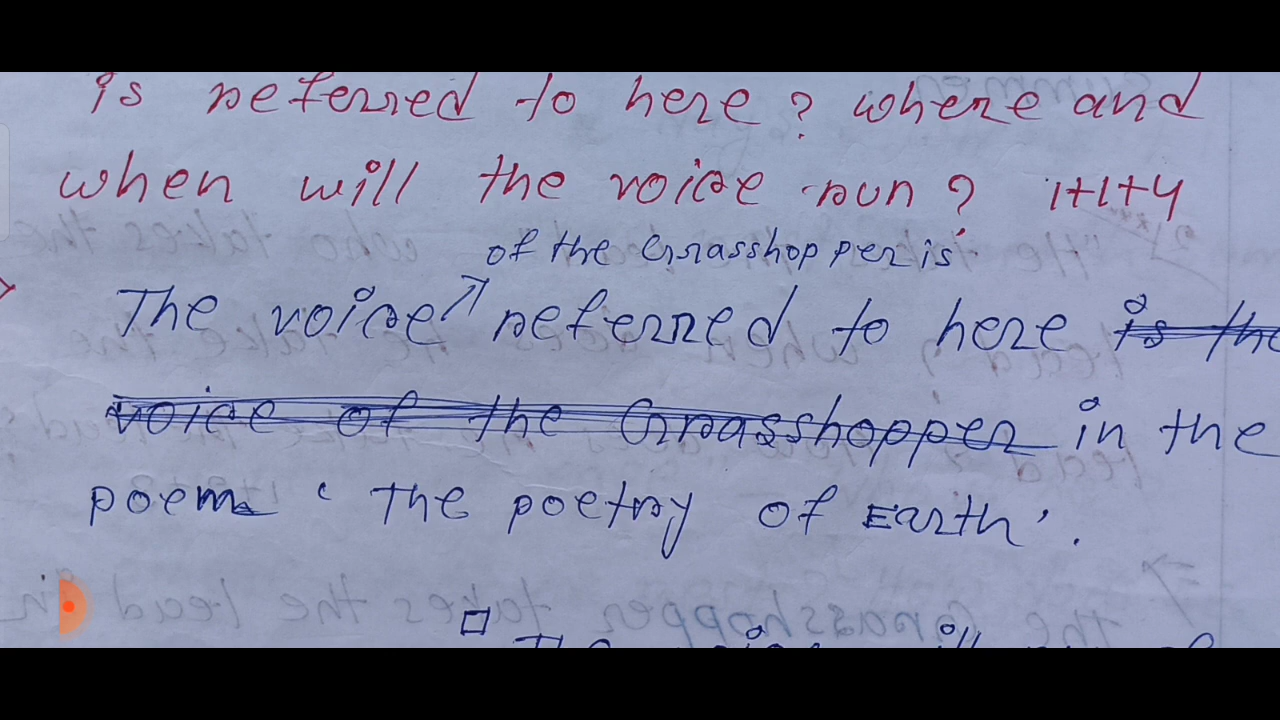 is referred to here? where and
when will the voice run? 1+1+4
of the Grasshopper is
The voice referred to here is the
voice of the Grasshopper in the
poem ‘The poetry of Earth’.